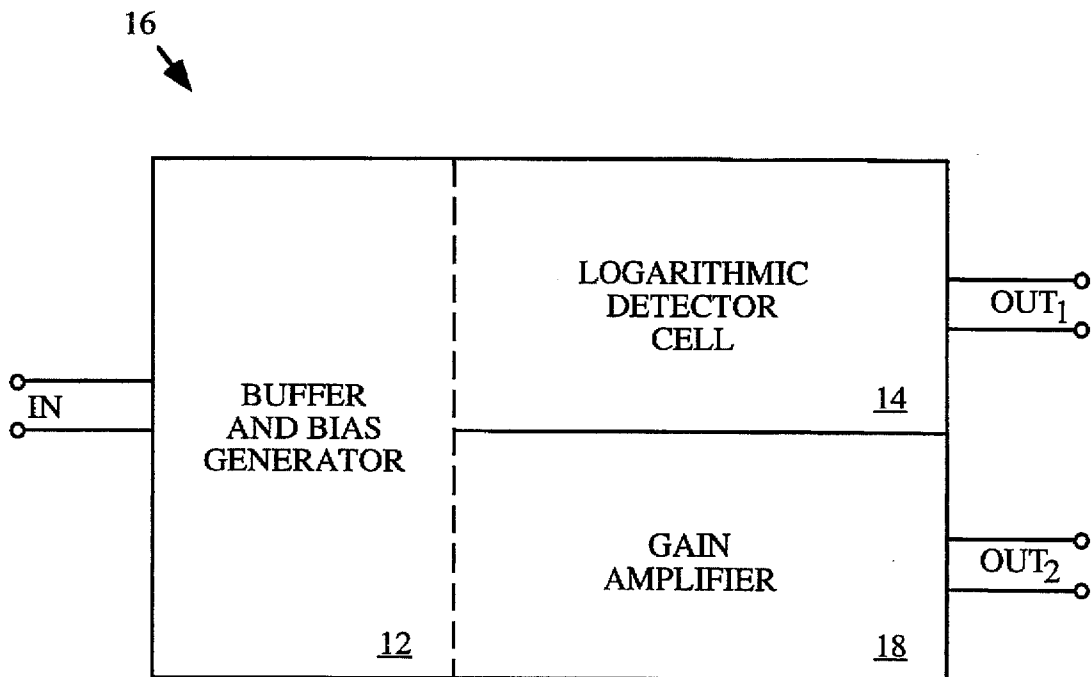 16
LOGARITHMIC
DETECTOR
CELL
14
OUT1
IN
BUFFER
AND BIAS
GENERATOR
12
GAIN
AMPLIFIER
18
OUT2